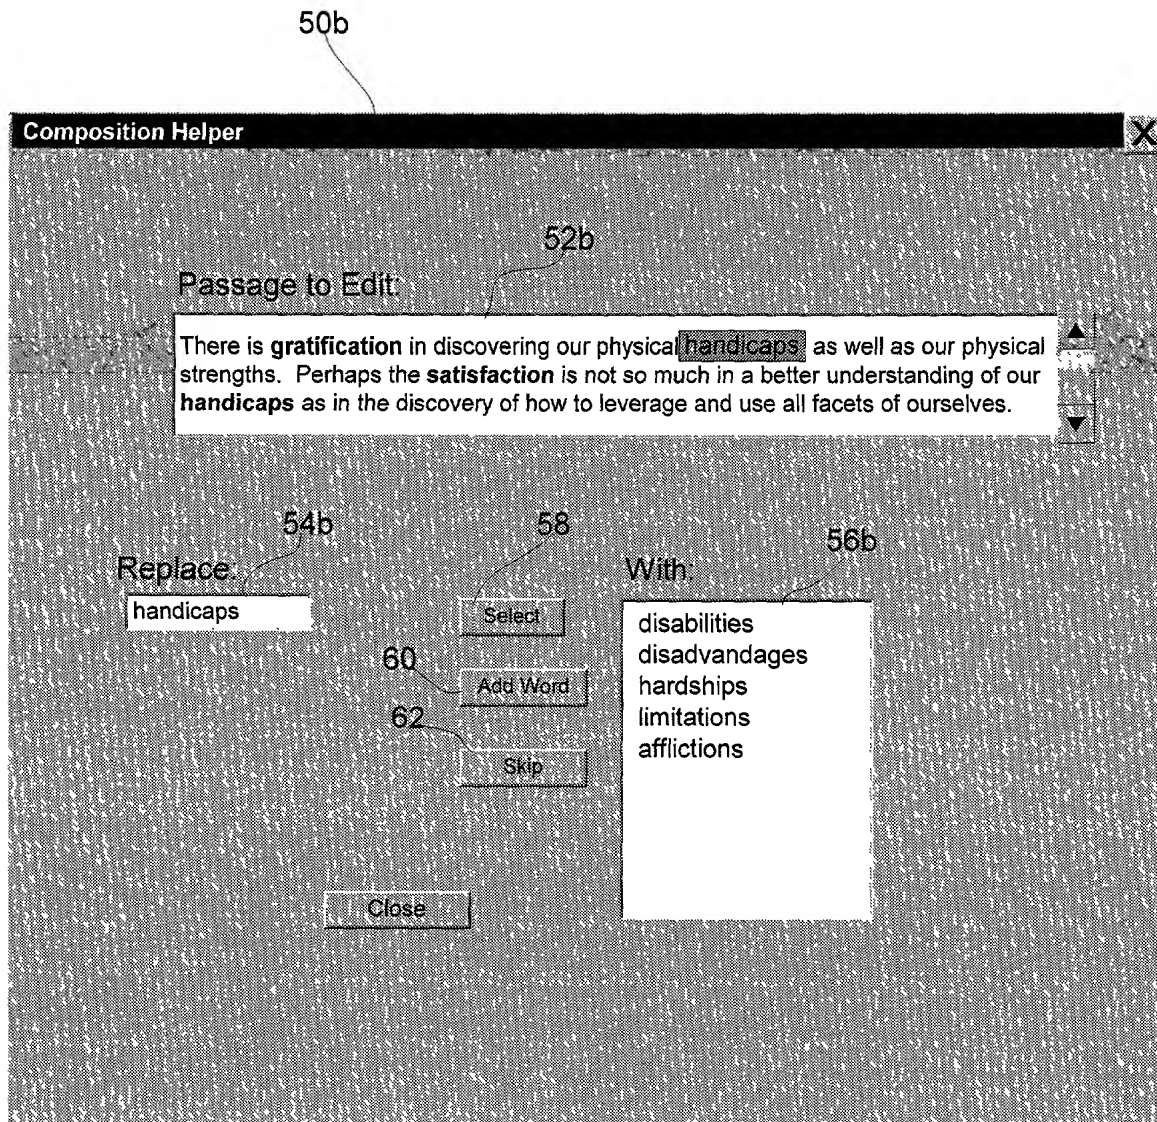 50b
Composition Helper
X
52b
Passage to Edit:
There is gratification in discovering our physical handicaps as well as our physical
strengths. Perhaps the satisfaction is not so much in a better understanding of our
handicaps as in the discovery of how to leverage and use all facets of ourselves.
54b
58
56b
Replace:
With:
handicaps
Select
disabilities
disadvandages
60
Add Word
hardships
limitations
62
afflictions
Skip
Close